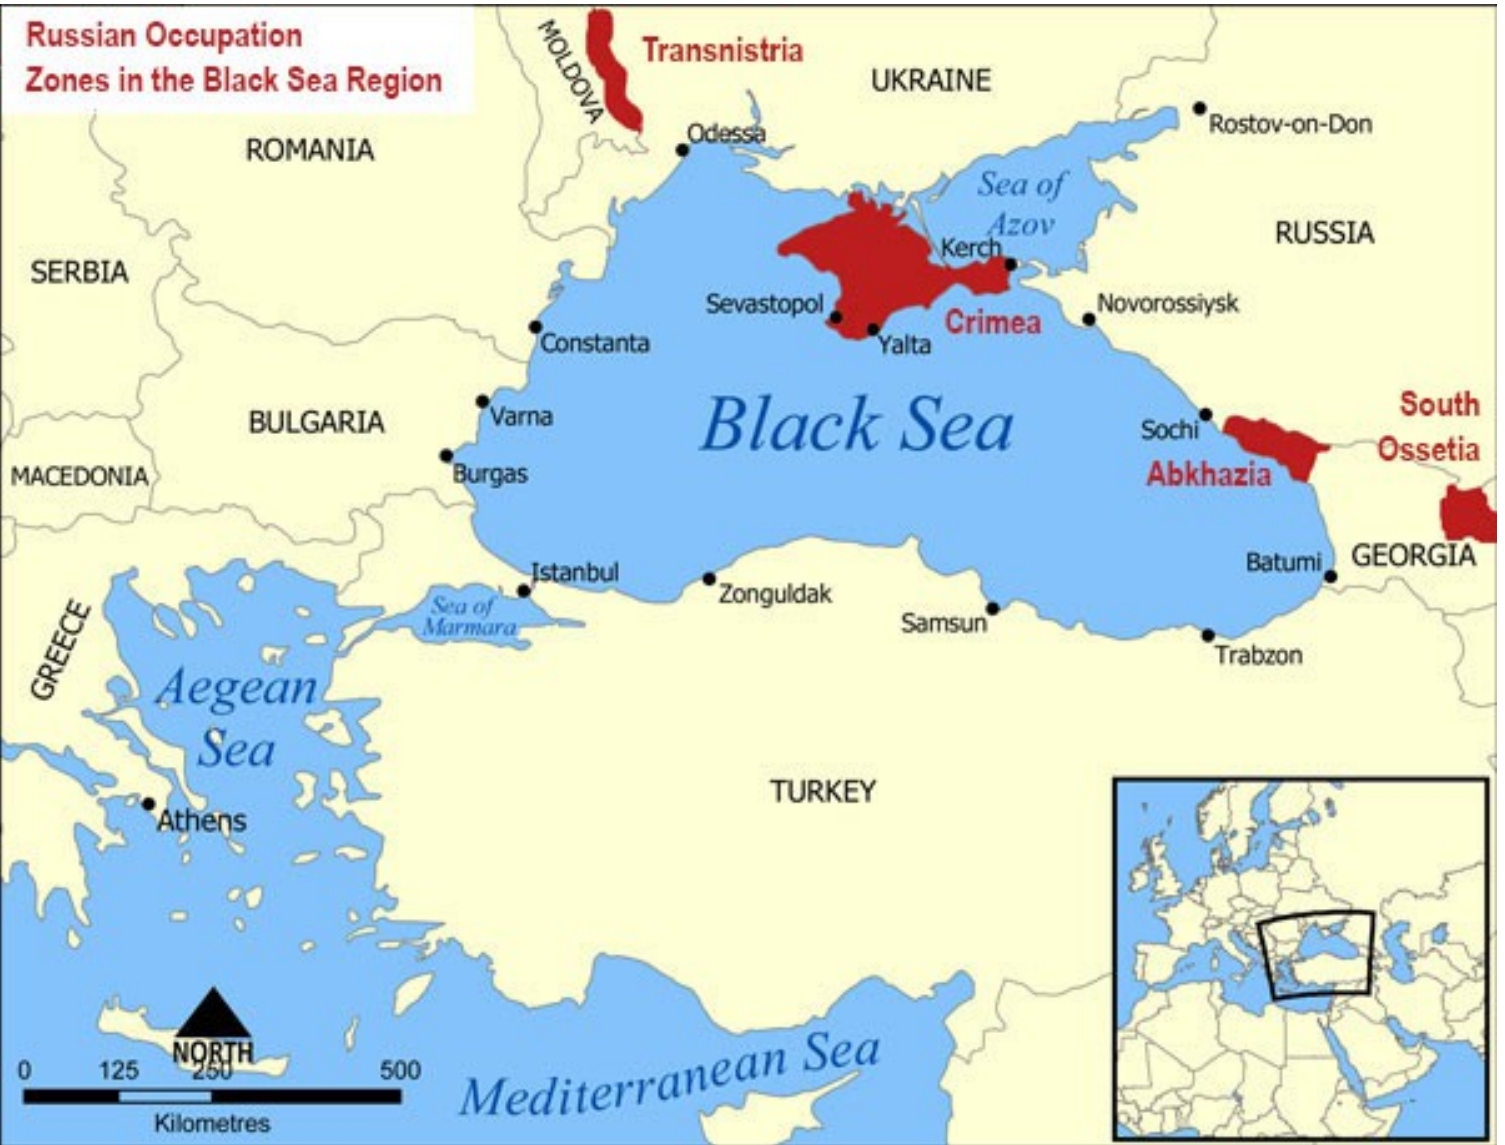 Russian Occupation
Zones in the Black Sea Region
MOLDOVA
Transnistria
UKRAINE
Rostov-on-Don
Odessa
ROMANIA
Sea of
Azov
RUSSIA
Kerch
SERBIA
Sevastopol
Novorossiysk
Crimea
Constanta
Yalta
Black Sea
BULGARIA
Varna
South
Ossetia
Sochi
Abkhazia
MACEDONIA
Burgas
Istanbul
Batumi
GEORGIA
Zonguldak
Sea of
Marmara
Samsun
Trabzon
GREECE
Aegean
Sea
TURKEY
Athens
NORTH
0 125 250 500
Kilometres
Mediterranean Sea